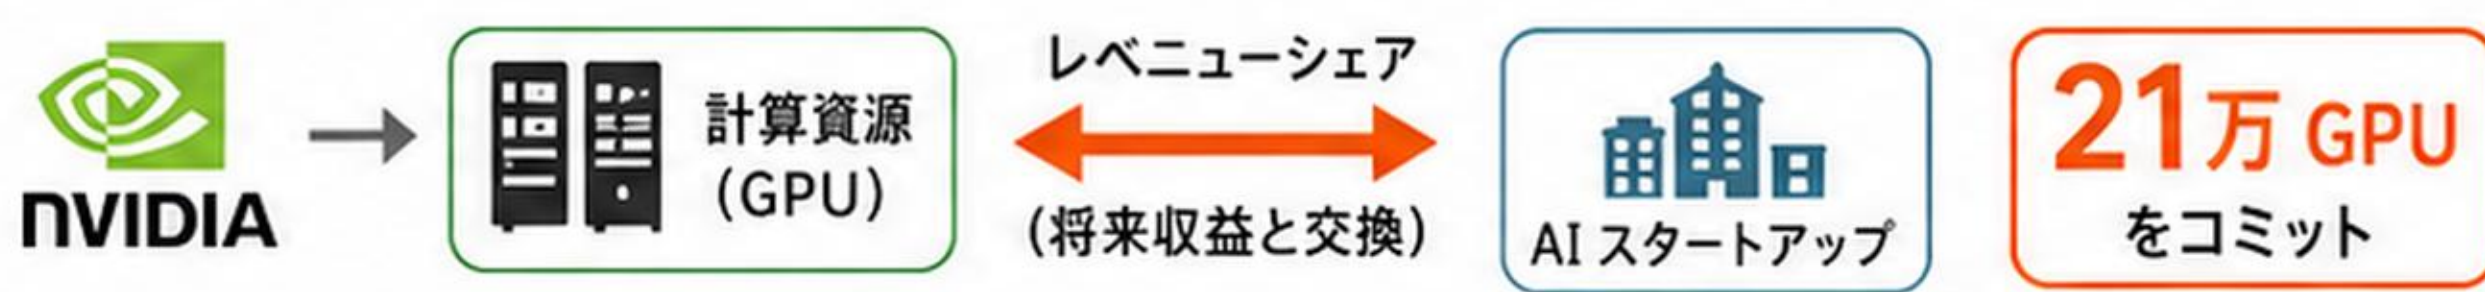 NVIDIA
計算資源
(GPU)
レベニューシェア
(将来収益と交換)
AI スタートアップ
21万 GPU
をコミット